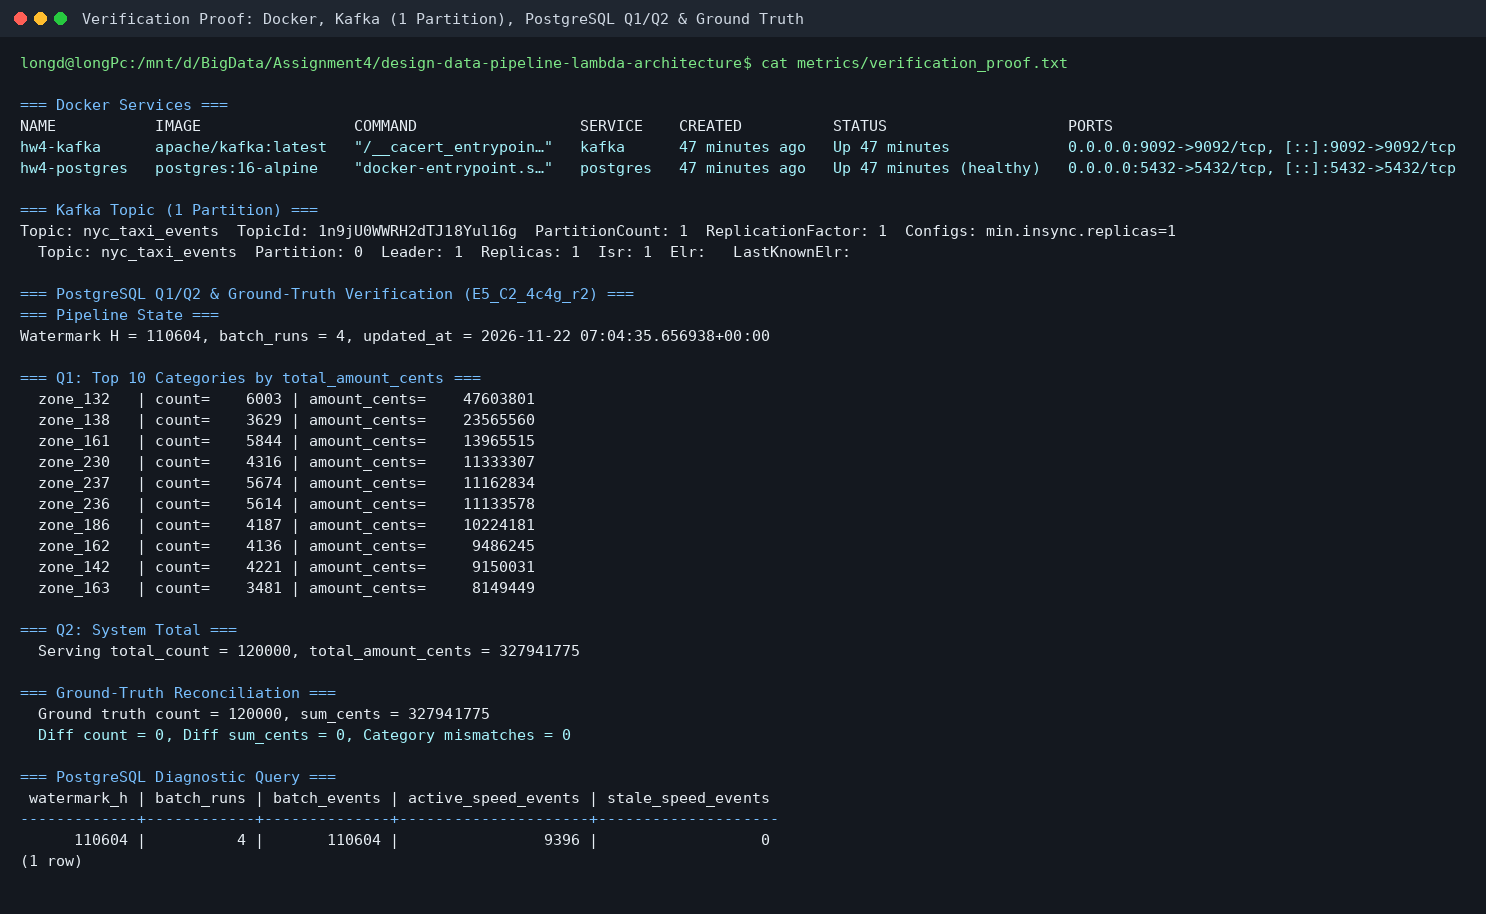 Verification Proof: Docker, Kafka (1 Partition), PostgreSQL Q1/Q2 & Ground Truth
longd@longPc:/mnt/d/BigData/Assignment4/design-data-pipeline-lambda-architecture$ cat metrics/verification_proof.txt
=== Docker Services ===
NAME           IMAGE                 COMMAND                  SERVICE    CREATED          STATUS                    PORTS
hw4-kafka      apache/kafka:latest   "/__cacert_entrypoin…"   kafka      47 minutes ago   Up 47 minutes             0.0.0.0:9092->9092/tcp, [::]:9092->9092/tcp
hw4-postgres   postgres:16-alpine    "docker-entrypoint.s…"   postgres   47 minutes ago   Up 47 minutes (healthy)   0.0.0.0:5432->5432/tcp, [::]:5432->5432/tcp
=== Kafka Topic (1 Partition) ===
Topic: nyc_taxi_events  TopicId: 1n9jU0WWRH2dTJ18Yul16g  PartitionCount: 1  ReplicationFactor: 1  Configs: min.insync.replicas=1
  Topic: nyc_taxi_events  Partition: 0  Leader: 1  Replicas: 1  Isr: 1  Elr:   LastKnownElr:
=== PostgreSQL Q1/Q2 & Ground-Truth Verification (E5_C2_4c4g_r2) ===
=== Pipeline State ===
Watermark H = 110604, batch_runs = 4, updated_at = 2026-11-22 07:04:35.656938+00:00
=== Q1: Top 10 Categories by total_amount_cents ===
  zone_132   | count=    6003 | amount_cents=    47603801
  zone_138   | count=    3629 | amount_cents=    23565560
  zone_161   | count=    5844 | amount_cents=    13965515
  zone_230   | count=    4316 | amount_cents=    11333307
  zone_237   | count=    5674 | amount_cents=    11162834
  zone_236   | count=    5614 | amount_cents=    11133578
  zone_186   | count=    4187 | amount_cents=    10224181
  zone_162   | count=    4136 | amount_cents=     9486245
  zone_142   | count=    4221 | amount_cents=     9150031
  zone_163   | count=    3481 | amount_cents=     8149449
=== Q2: System Total ===
  Serving total_count = 120000, total_amount_cents = 327941775
=== Ground-Truth Reconciliation ===
  Ground truth count = 120000, sum_cents = 327941775
  Diff count = 0, Diff sum_cents = 0, Category mismatches = 0
=== PostgreSQL Diagnostic Query ===
 watermark_h | batch_runs | batch_events | active_speed_events | stale_speed_events
-------------+------------+--------------+---------------------+--------------------
      110604 |          4 |       110604 |                9396 |                  0
(1 row)